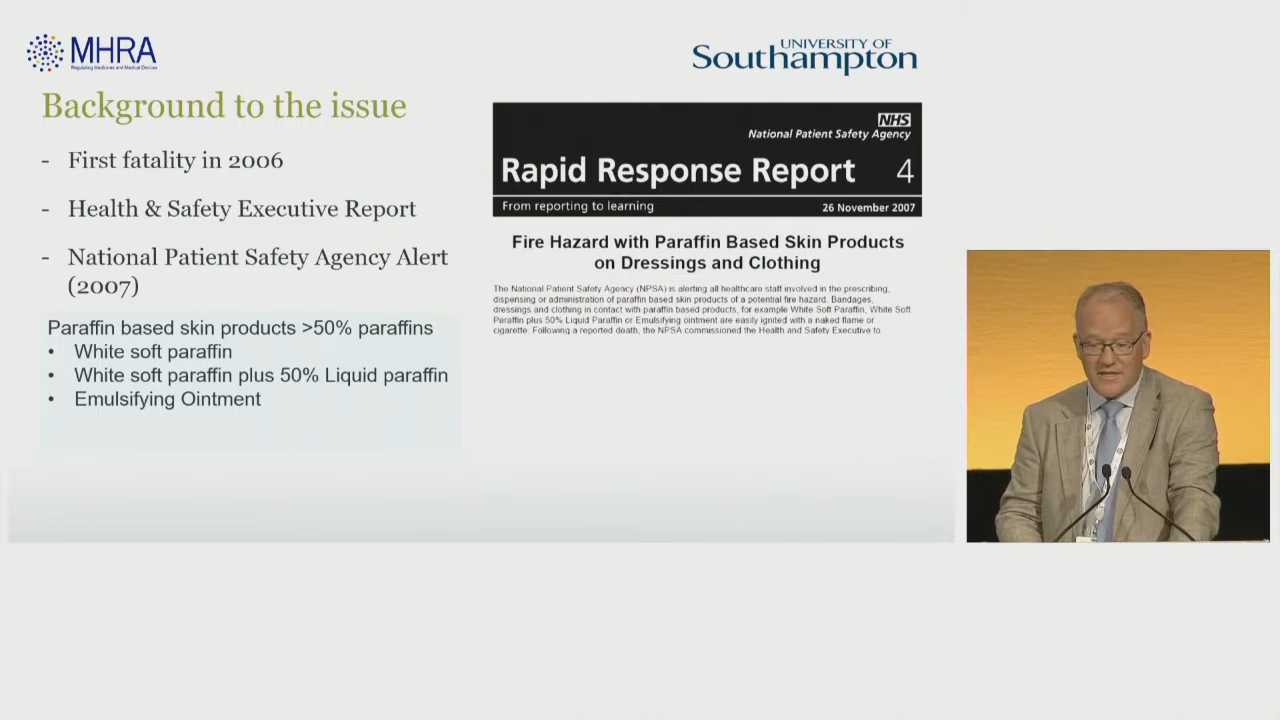 MHRA
Regulating Medicines and Medical Devices
UNIVERSITY OF
Southampton
Background to the issue
- First fatality in 2006
- Health & Safety Executive Report
- National Patient Safety Agency Alert
(2007)
Paraffin based skin products >50% paraffins
• White soft paraffin
• White soft paraffin plus 50% Liquid paraffin
• Emulsifying Ointment
NHS
National Patient Safety Agency
Rapid Response Report 4
From reporting to learning 26 November 2007
Fire Hazard with Paraffin Based Skin Products
on Dressings and Clothing
The National Patient Safety Agency (NPSA) is alerting all healthcare staff involved in the prescribing,
dispensing or administration of paraffin based skin products of a potential fire hazard. Bandages,
dressings and clothing in contact with paraffin based products, for example White Soft Paraffin, White Soft
Paraffin plus 50% Liquid Paraffin or Emulsifying ointment are easily ignited with a naked flame or
cigarette. Following a reported death, the NPSA commissioned the Health and Safety Executive to